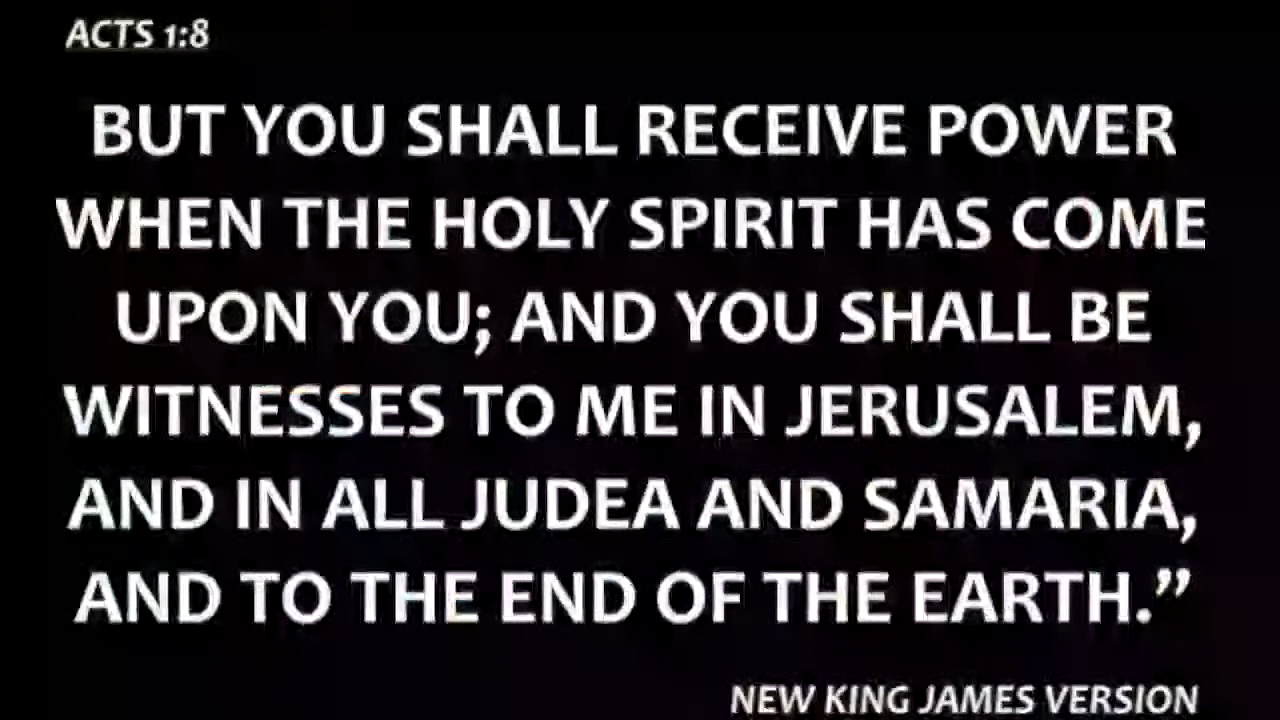 ACTS 1:8
BUT YOU SHALL RECEIVE POWER
WHEN THE HOLY SPIRIT HAS COME
UPON YOU; AND YOU SHALL BE
WITNESSES TO ME IN JERUSALEM,
AND IN ALL JUDEA AND SAMARIA,
AND TO THE END OF THE EARTH.”
NEW KING JAMES VERSION